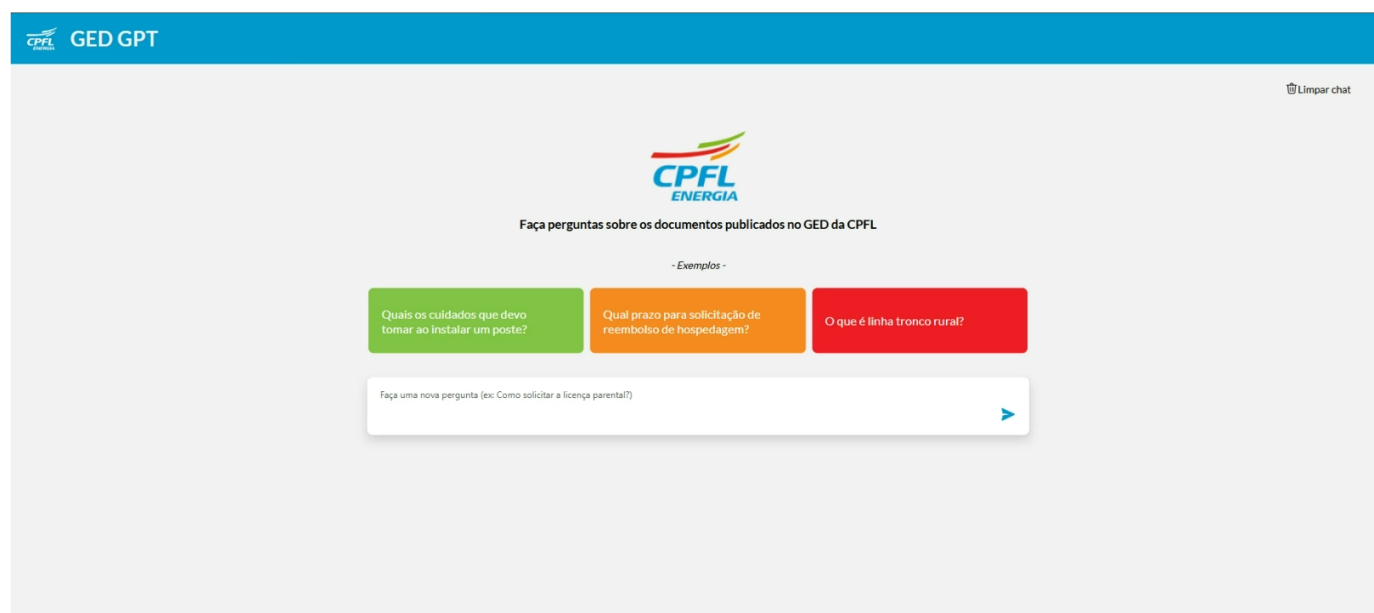 CPFL
ENERGIA
GED GPT
Limpar chat
CPFL
ENERGIA
Faça perguntas sobre os documentos publicados no GED da CPFL
- Exemplos -
Quais os cuidados que devo
tomar ao instalar um poste?
Qual prazo para solicitação de
reembolso de hospedagem?
O que é linha tronco rural?
Faça uma nova pergunta (ex: Como solicitar a licença parental?)